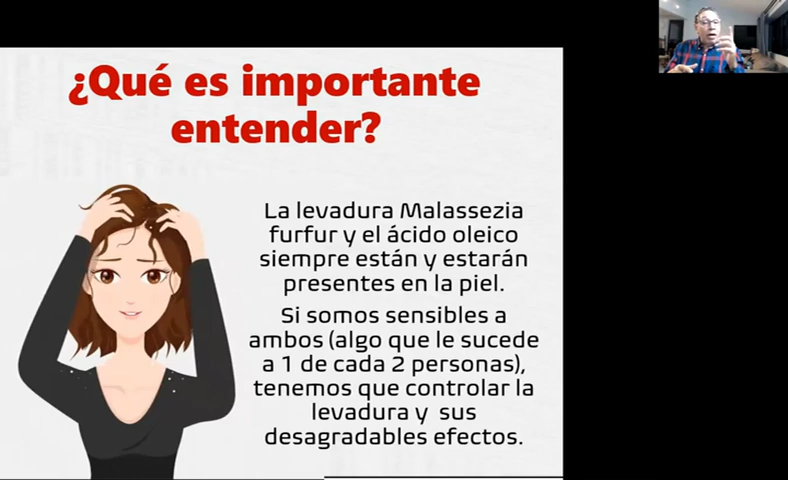 ¿Qué es importante
entender?
La levadura Malassezia
furfur y el ácido oleico
siempre están y estarán
presentes en la piel.
Si somos sensibles a
ambos (algo que le sucede
a 1 de cada 2 personas),
tenemos que controlar la
levadura y sus
desagradables efectos.